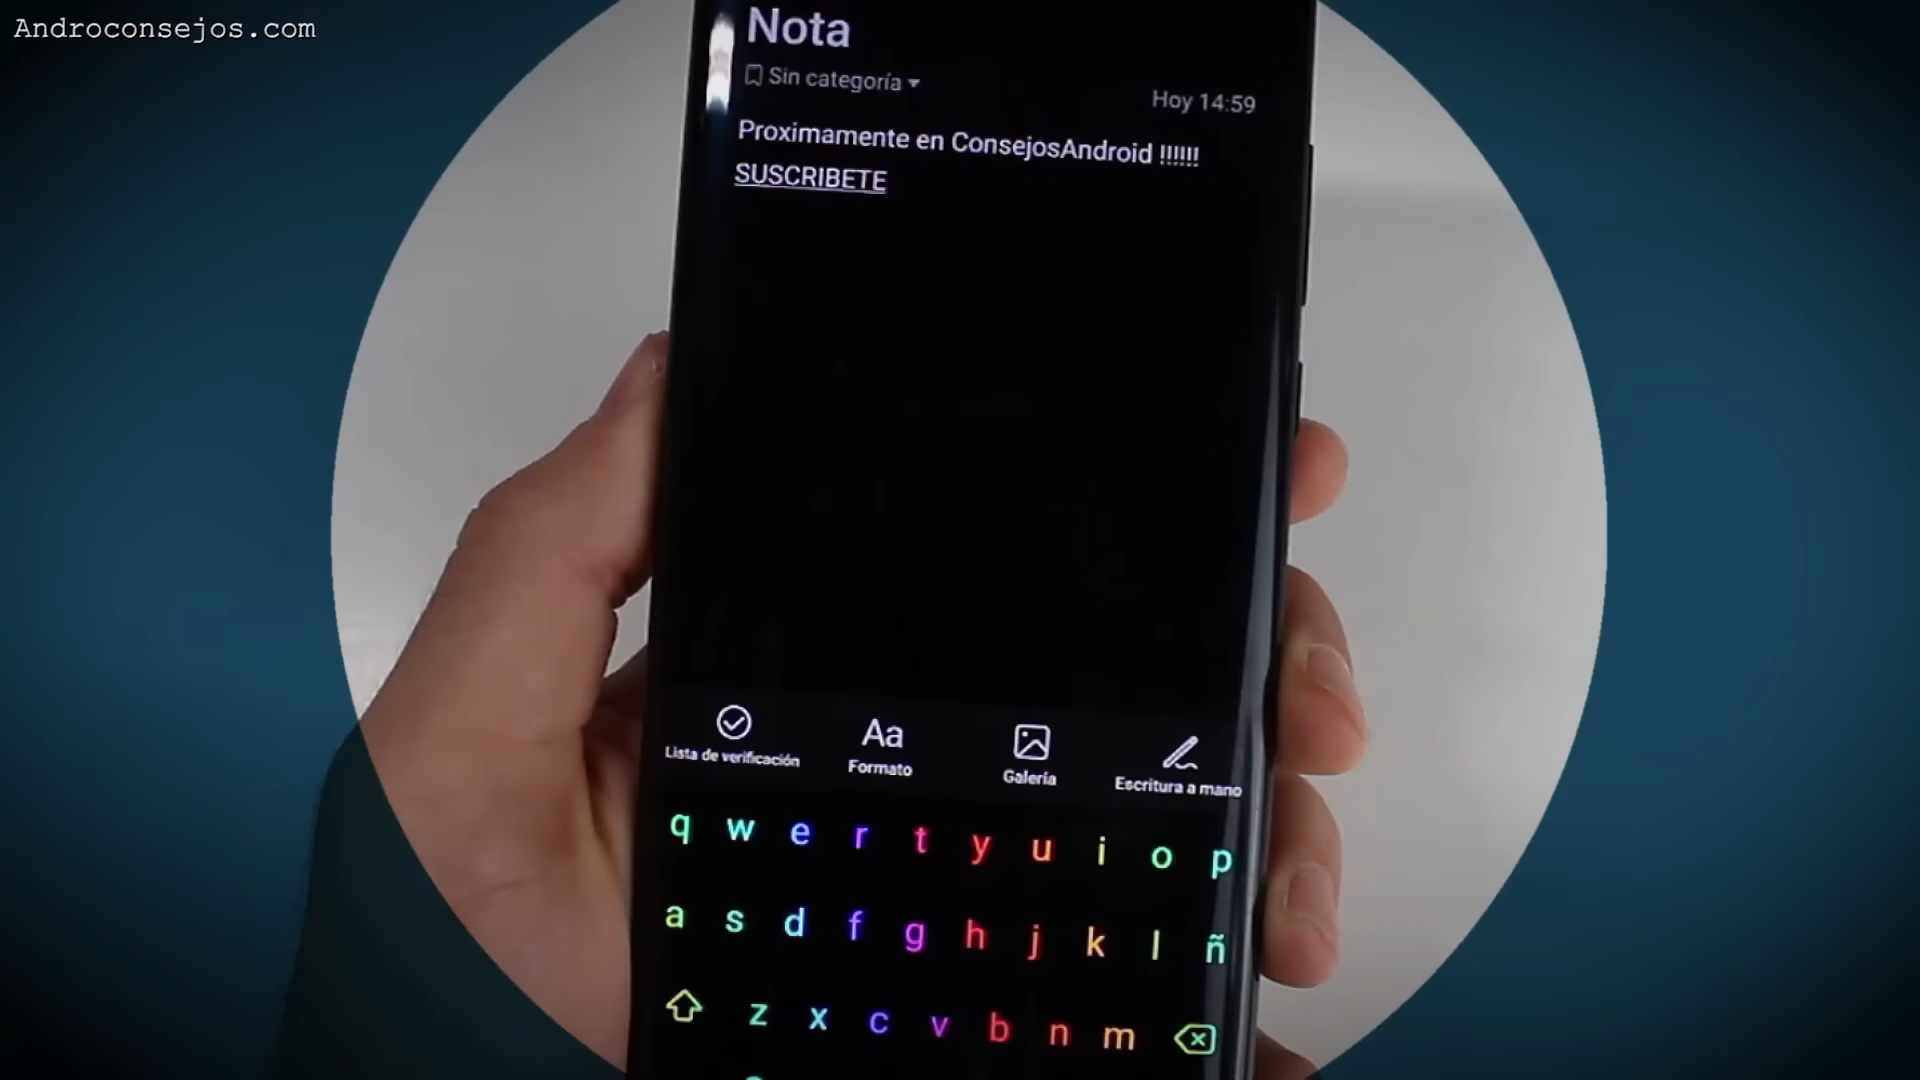 Androconsejos.com
Nota
Sin categoría
Hoy 14:59
Proximamente en ConsejosAndroid !!!!!!
SUSCRIBETE
Lista de verificación
Formato
Galería
Escritura a mano
q w e r t y u i o p
a s d f g h j k l ñ
z x c v b n m